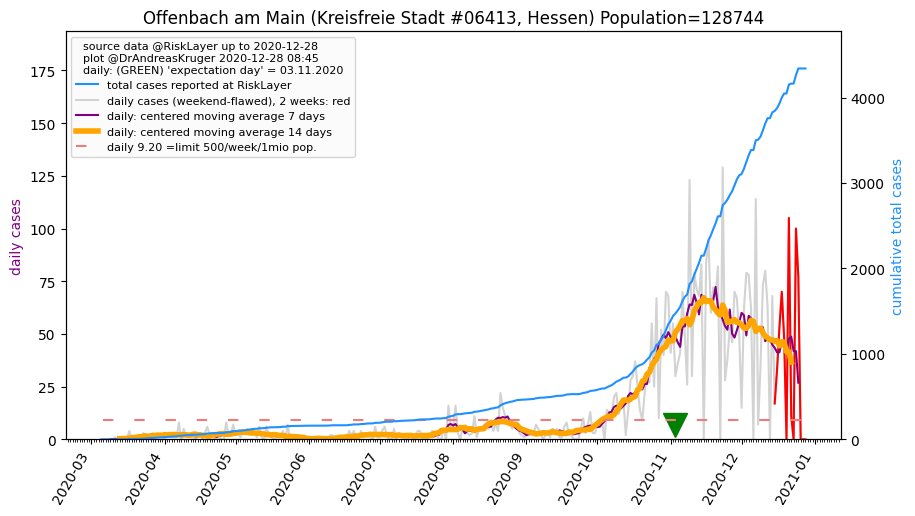 Offenbach am Main (Kreisfreie Stadt #06413, Hessen) Population=128744
source data @RiskLayer up to 2020-12-28
plot @DrAndreasKruger 2020-12-28 08:45
daily: (GREEN) 'expectation day' = 03.11.2020
total cases reported at RiskLayer
daily cases (weekend-flawed), 2 weeks: red
daily: centered moving average 7 days
daily: centered moving average 14 days
daily 9.20 =limit 500/week/1mio pop.
daily cases
175
150
125
100
75
50
25
0
4000
3000
2000
1000
0
cumulative total cases
2020-03
2020-04
2020-05
2020-06
2020-07
2020-08
2020-09
2020-10
2020-11
2020-12
2021-01